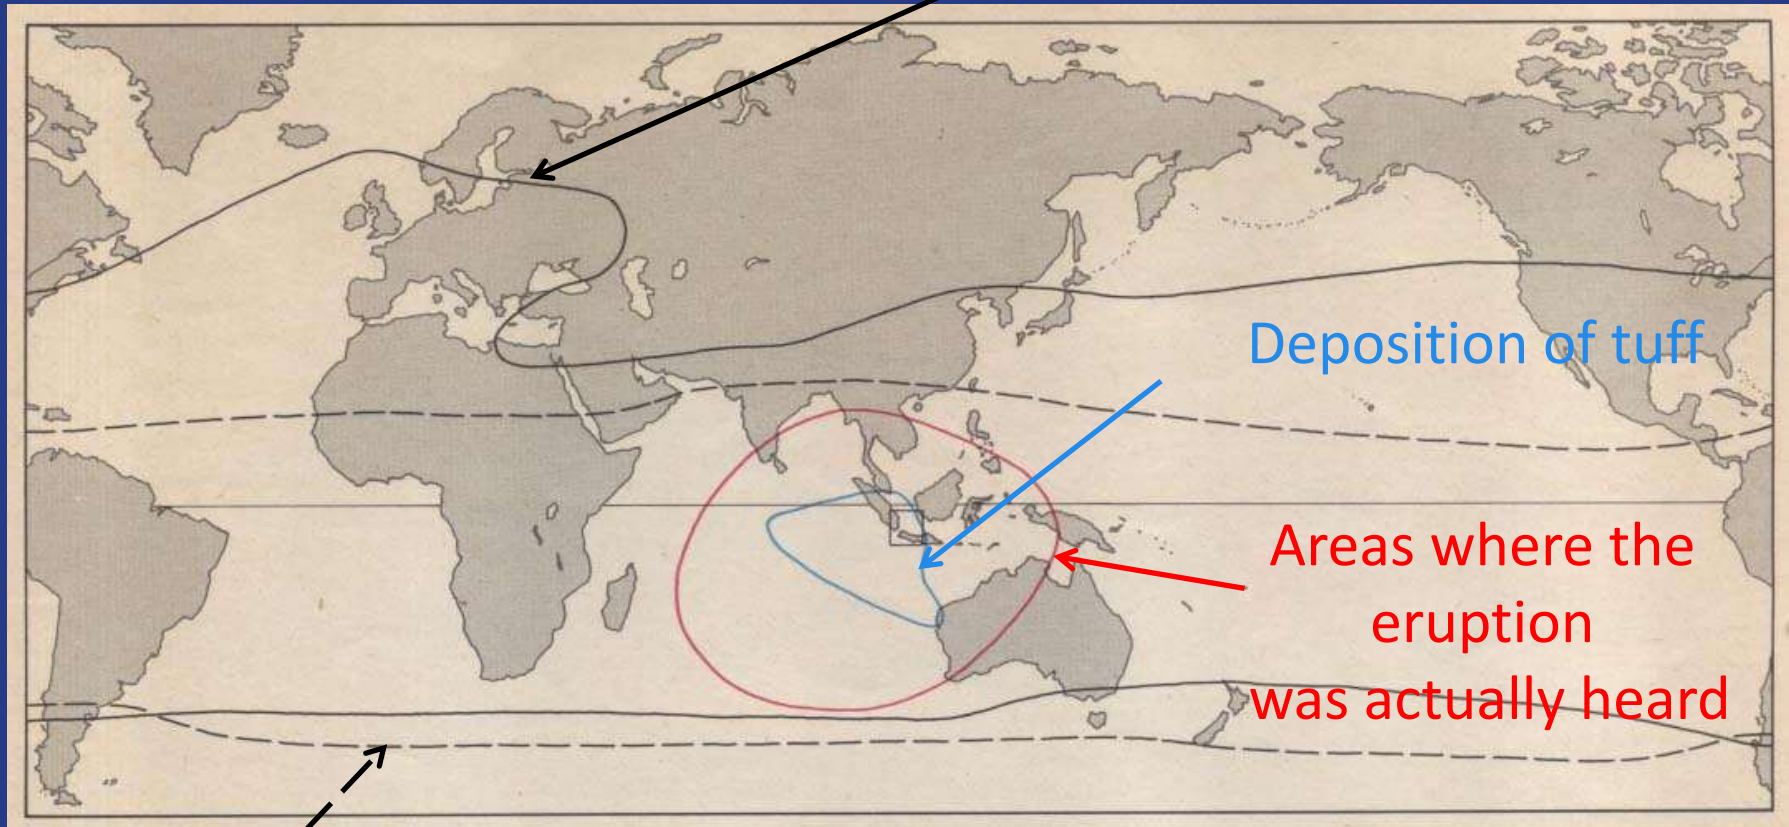 Deposition of tuff
Areas where the
eruption
was actually heard